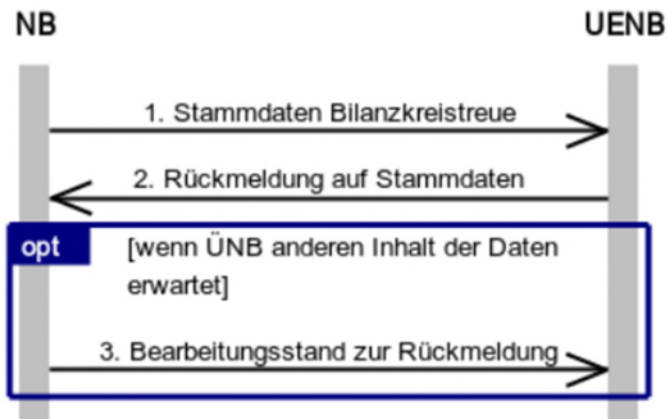 NB
UENB
1. Stammdaten Bilanzkreistreue
2. Rückmeldung auf Stammdaten
opt
[wenn ÜNB anderen Inhalt der Daten
erwartet]
3. Bearbeitungsstand zur Rückmeldung